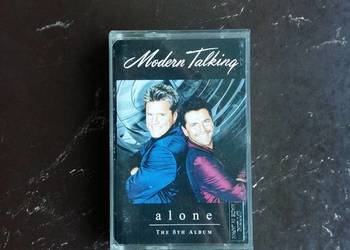 Modern Talking
alone
THE 8TH ALBUM